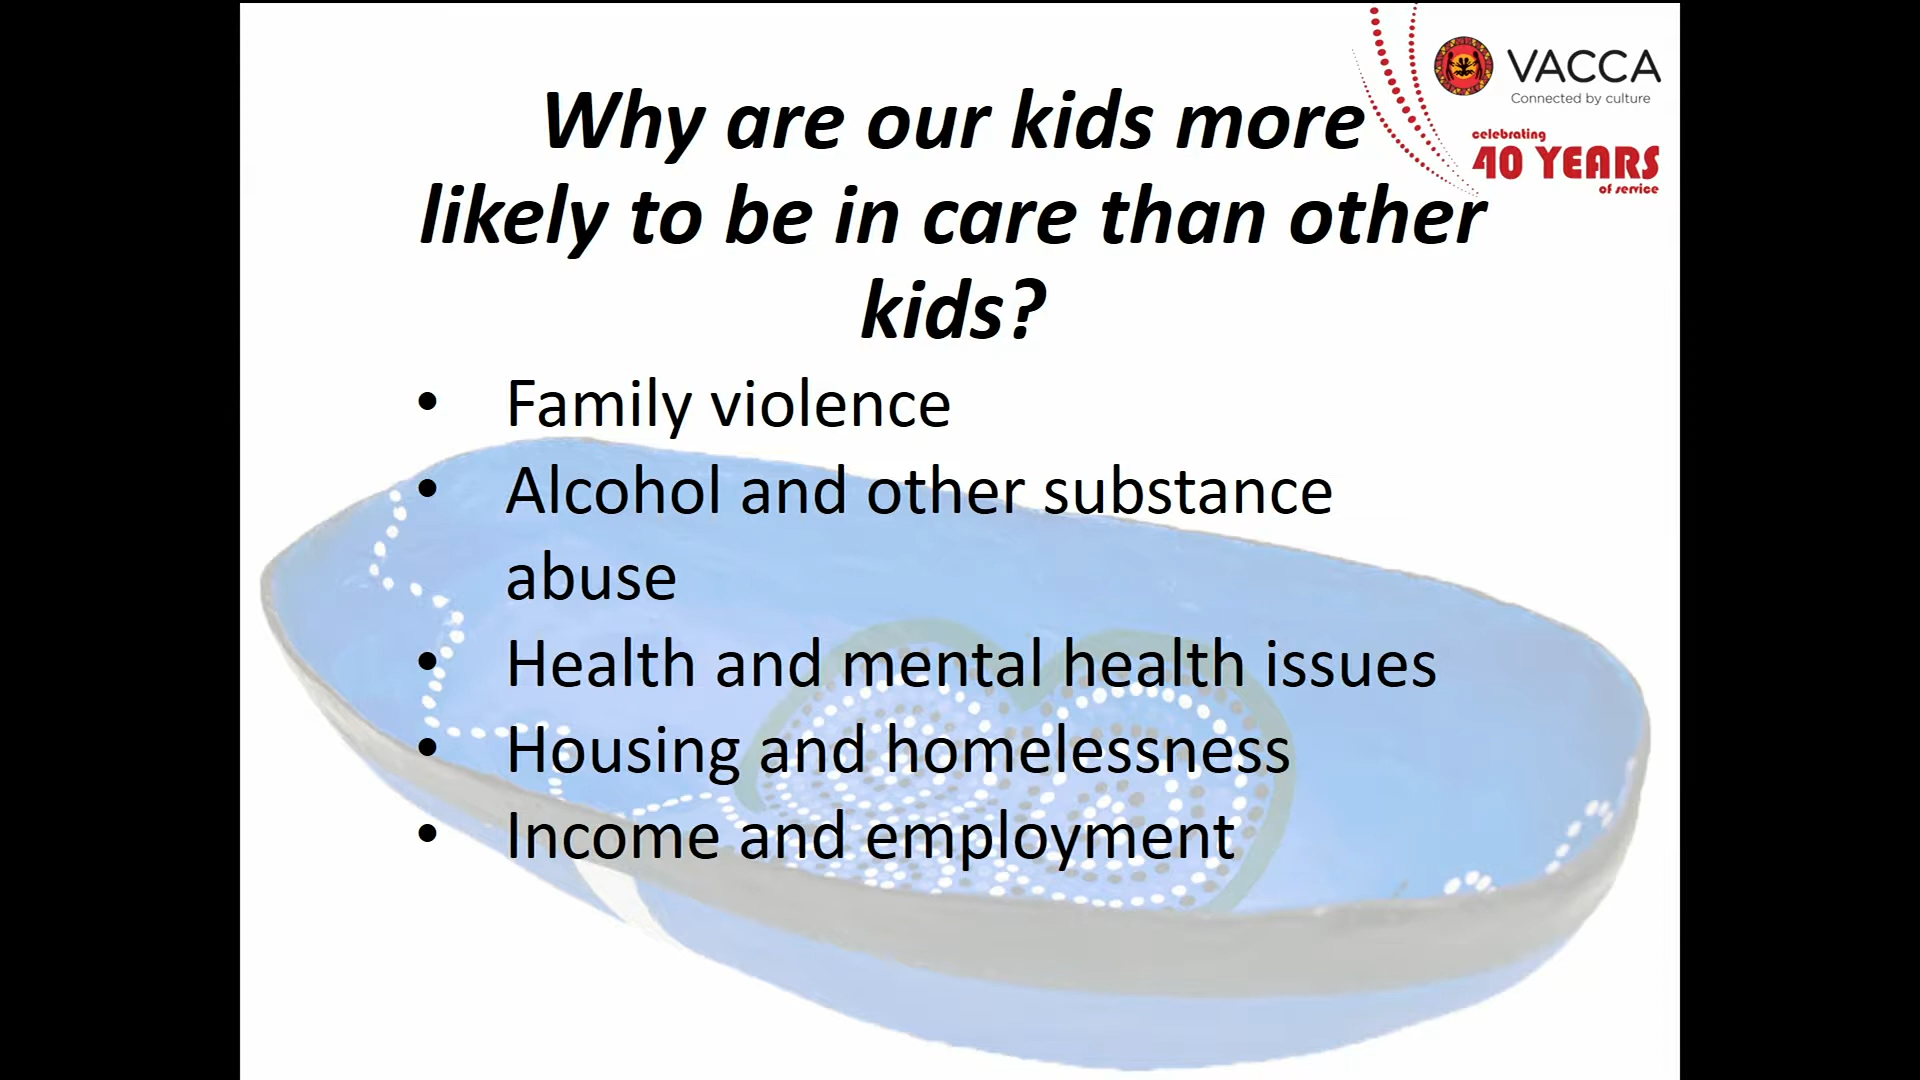 VACCA
Connected by culture
celebrating
40 YEARS
of service
Why are our kids more
likely to be in care than other
kids?
• Family violence
• Alcohol and other substance
abuse
• Health and mental health issues
• Housing and homelessness
• Income and employment